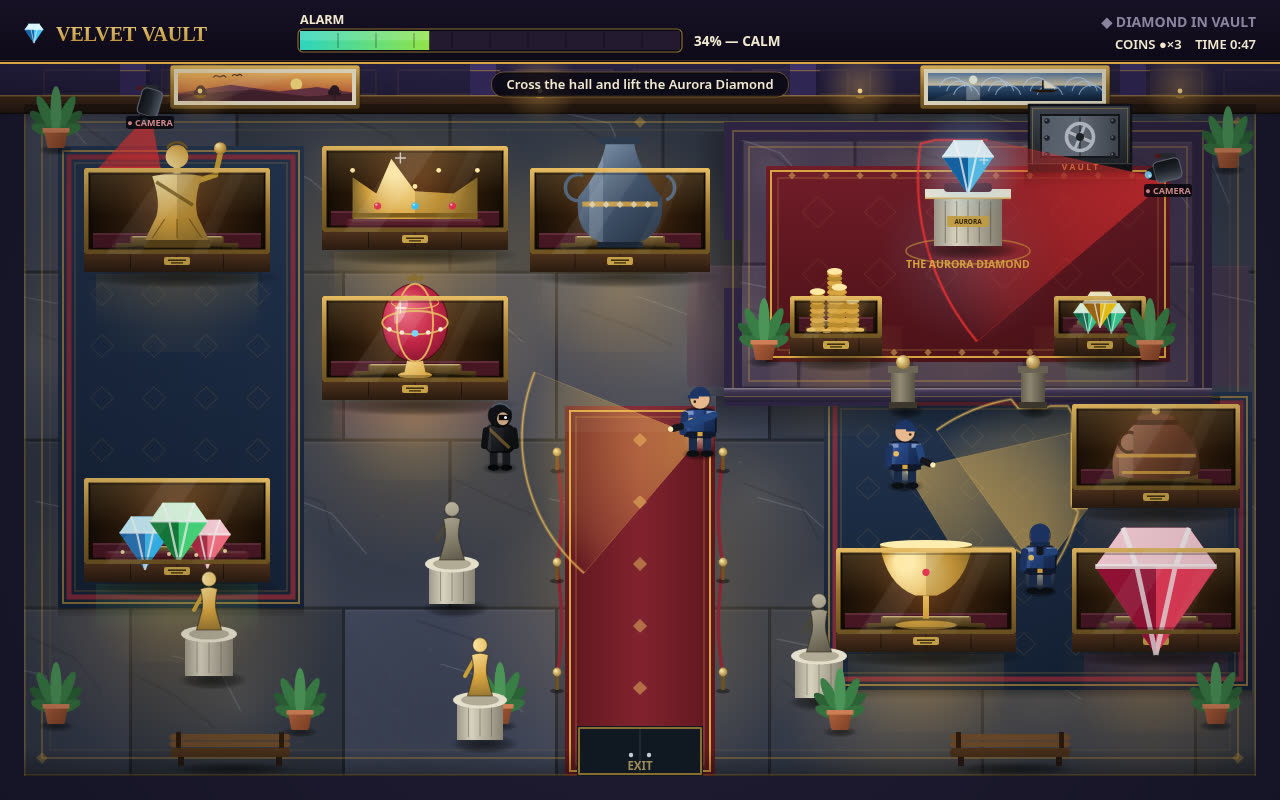 VELVET VAULT
ALARM
34% — CALM
◆ DIAMOND IN VAULT
COINS ●×3 TIME 0:47
Cross the hall and lift the Aurora Diamond
● CAMERA
VAULT
● CAMERA
AURORA
THE AURORA DIAMOND
EXIT